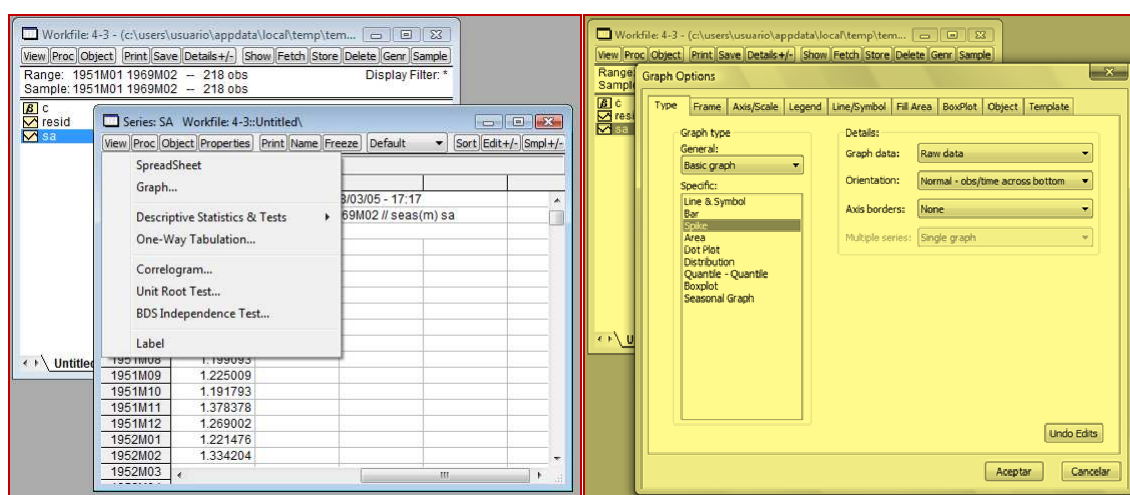 Workfile: 4-3 - (c:\users\usuario\appdata\local\temp\tem...
View Proc Object Print Save Details+/- Show Fetch Store Delete Genr Sample
Range: 1951M01 1969M02 -- 218 obs Display Filter: *
Sample: 1951M01 1969M02 -- 218 obs
c
resid
sa
Untitled
Series: SA Workfile: 4-3::Untitled\
View Proc Object Properties Print Name Freeze Default Sort Edit+/- Smpl+/-
SpreadSheet
Graph...
Descriptive Statistics & Tests
One-Way Tabulation...
Correlogram...
Unit Root Test...
BDS Independence Test...
Label
/03/05 - 17:17
69M02 // seas(m) sa
1951M08 1.199093
1951M09 1.225009
1951M10 1.191793
1951M11 1.378378
1951M12 1.269002
1952M01 1.221476
1952M02 1.334204
1952M03
Workfile: 4-3 - (c:\users\usuario\appdata\local\temp\tem...
View Proc Object Print Save Details+/- Show Fetch Store Delete Genr Sample
Range
Sampl
c
resi
sa
Graph Options
Type Frame Axis/Scale Legend Line/Symbol Fill Area BoxPlot Object Template
Graph type
General:
Basic graph
Specific:
Line & Symbol
Bar
Spike
Area
Dot Plot
Distribution
Quantile - Quantile
Boxplot
Seasonal Graph
Details:
Graph data: Raw data
Orientation: Normal - obs/time across bottom
Axis borders: None
Multiple series: Single graph
Undo Edits
Aceptar Cancelar